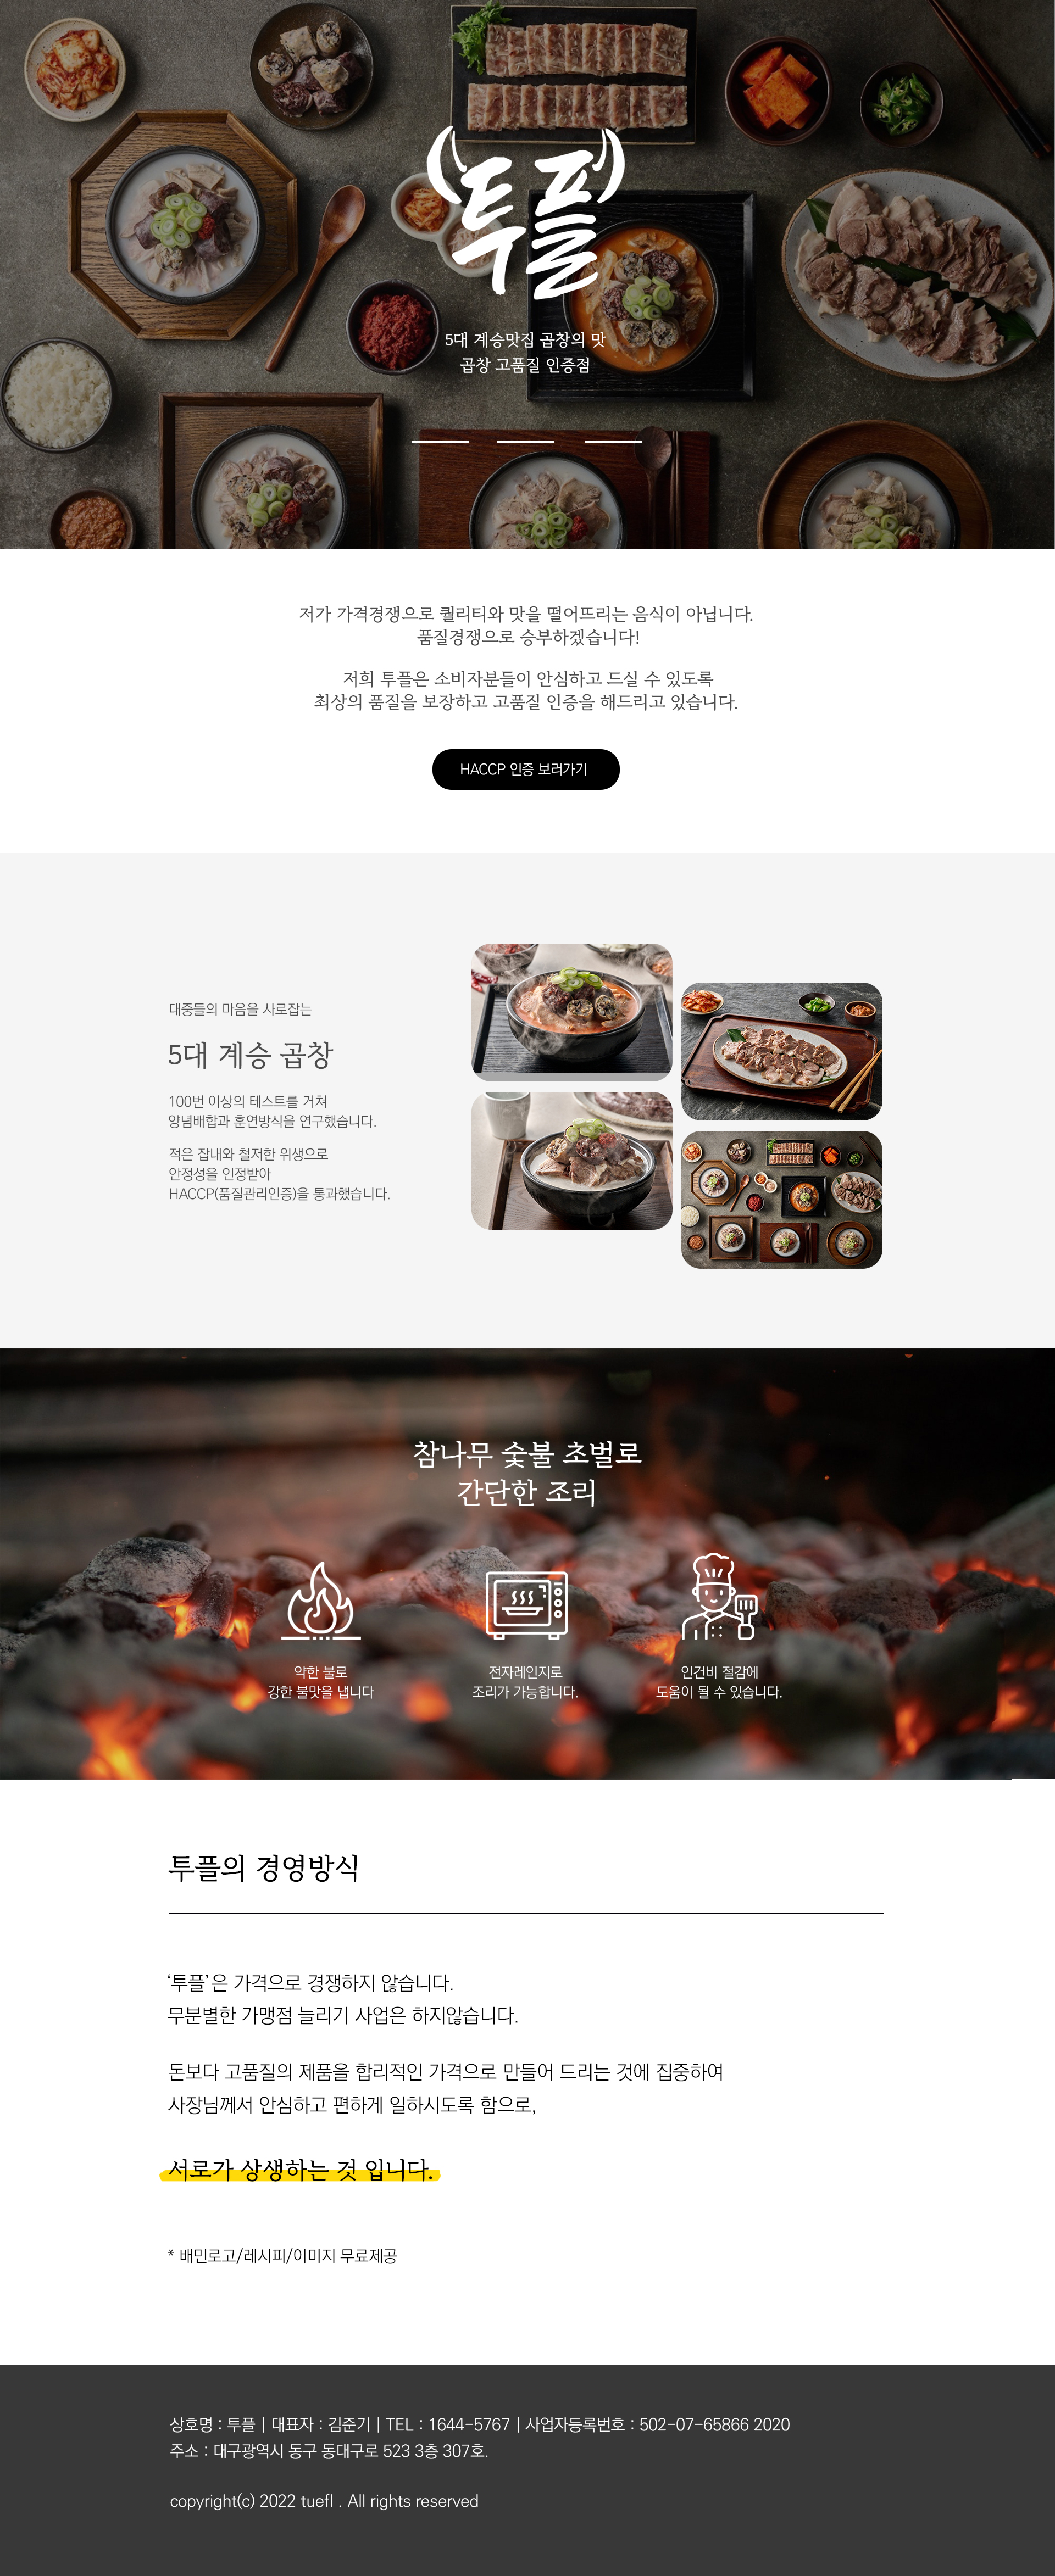 투플
5대 계승맛집 곱창의 맛
곱창 고품질 인증점
저가 가격경쟁으로 퀄리티와 맛을 떨어뜨리는 음식이 아닙니다.
품질경쟁으로 승부하겠습니다!
저희 투플은 소비자분들이 안심하고 드실 수 있도록
최상의 품질을 보장하고 고품질 인증을 해드리고 있습니다.
HACCP 인증 보러가기
대중들의 마음을 사로잡는
5대 계승 곱창
100번 이상의 테스트를 거쳐
양념배합과 훈연방식을 연구했습니다.
적은 잡내와 철저한 위생으로
안정성을 인정받아
HACCP(품질관리인증)을 통과했습니다.
참나무 숯불 초벌로
간단한 조리
약한 불로
강한 불맛을 냅니다
전자레인지로
조리가 가능합니다.
인건비 절감에
도움이 될 수 있습니다.
투플의 경영방식
‘투플’은 가격으로 경쟁하지 않습니다.
무분별한 가맹점 늘리기 사업은 하지않습니다.
돈보다 고품질의 제품을 합리적인 가격으로 만들어 드리는 것에 집중하여
사장님께서 안심하고 편하게 일하시도록 함으로,
서로가 상생하는 것 입니다.
* 배민로고/레시피/이미지 무료제공
상호명 : 투플 | 대표자 : 김준기 | TEL : 1644-5767 | 사업자등록번호 : 502-07-65866 2020
주소 : 대구광역시 동구 동대구로 523 3층 307호.
copyright(c) 2022 tuefl . All rights reserved